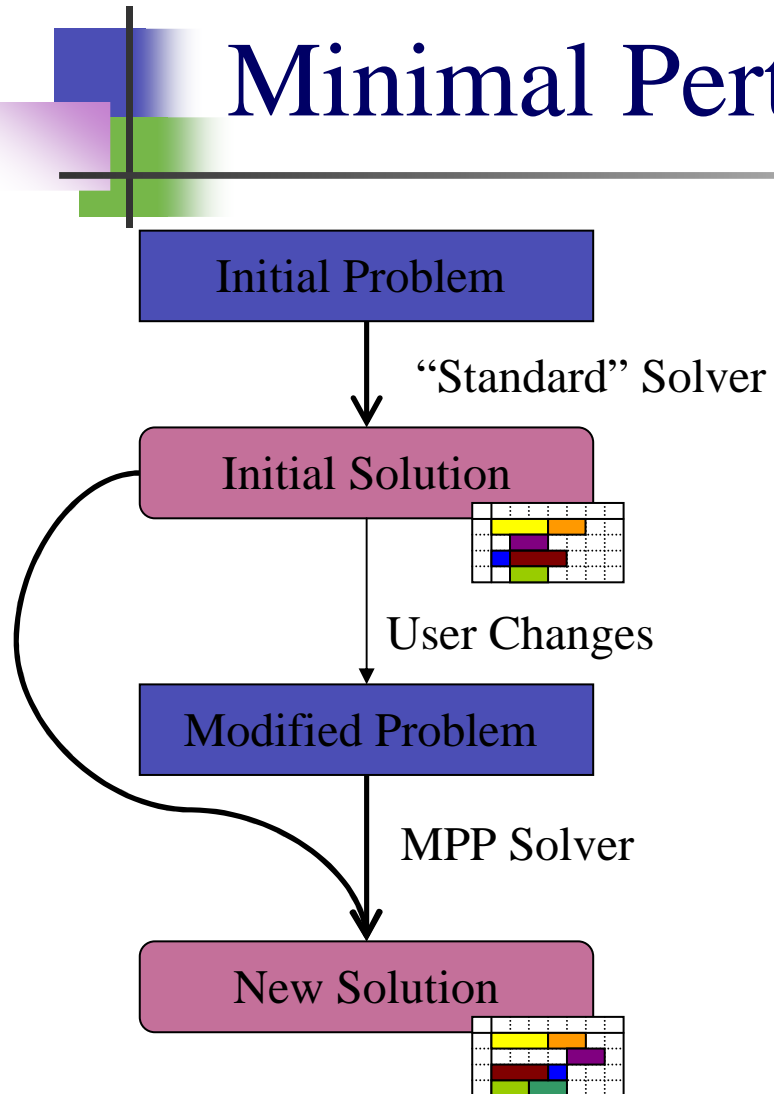 Minimal Pert
Initial Problem
“Standard” Solver
Initial Solution
User Changes
Modified Problem
MPP Solver
New Solution